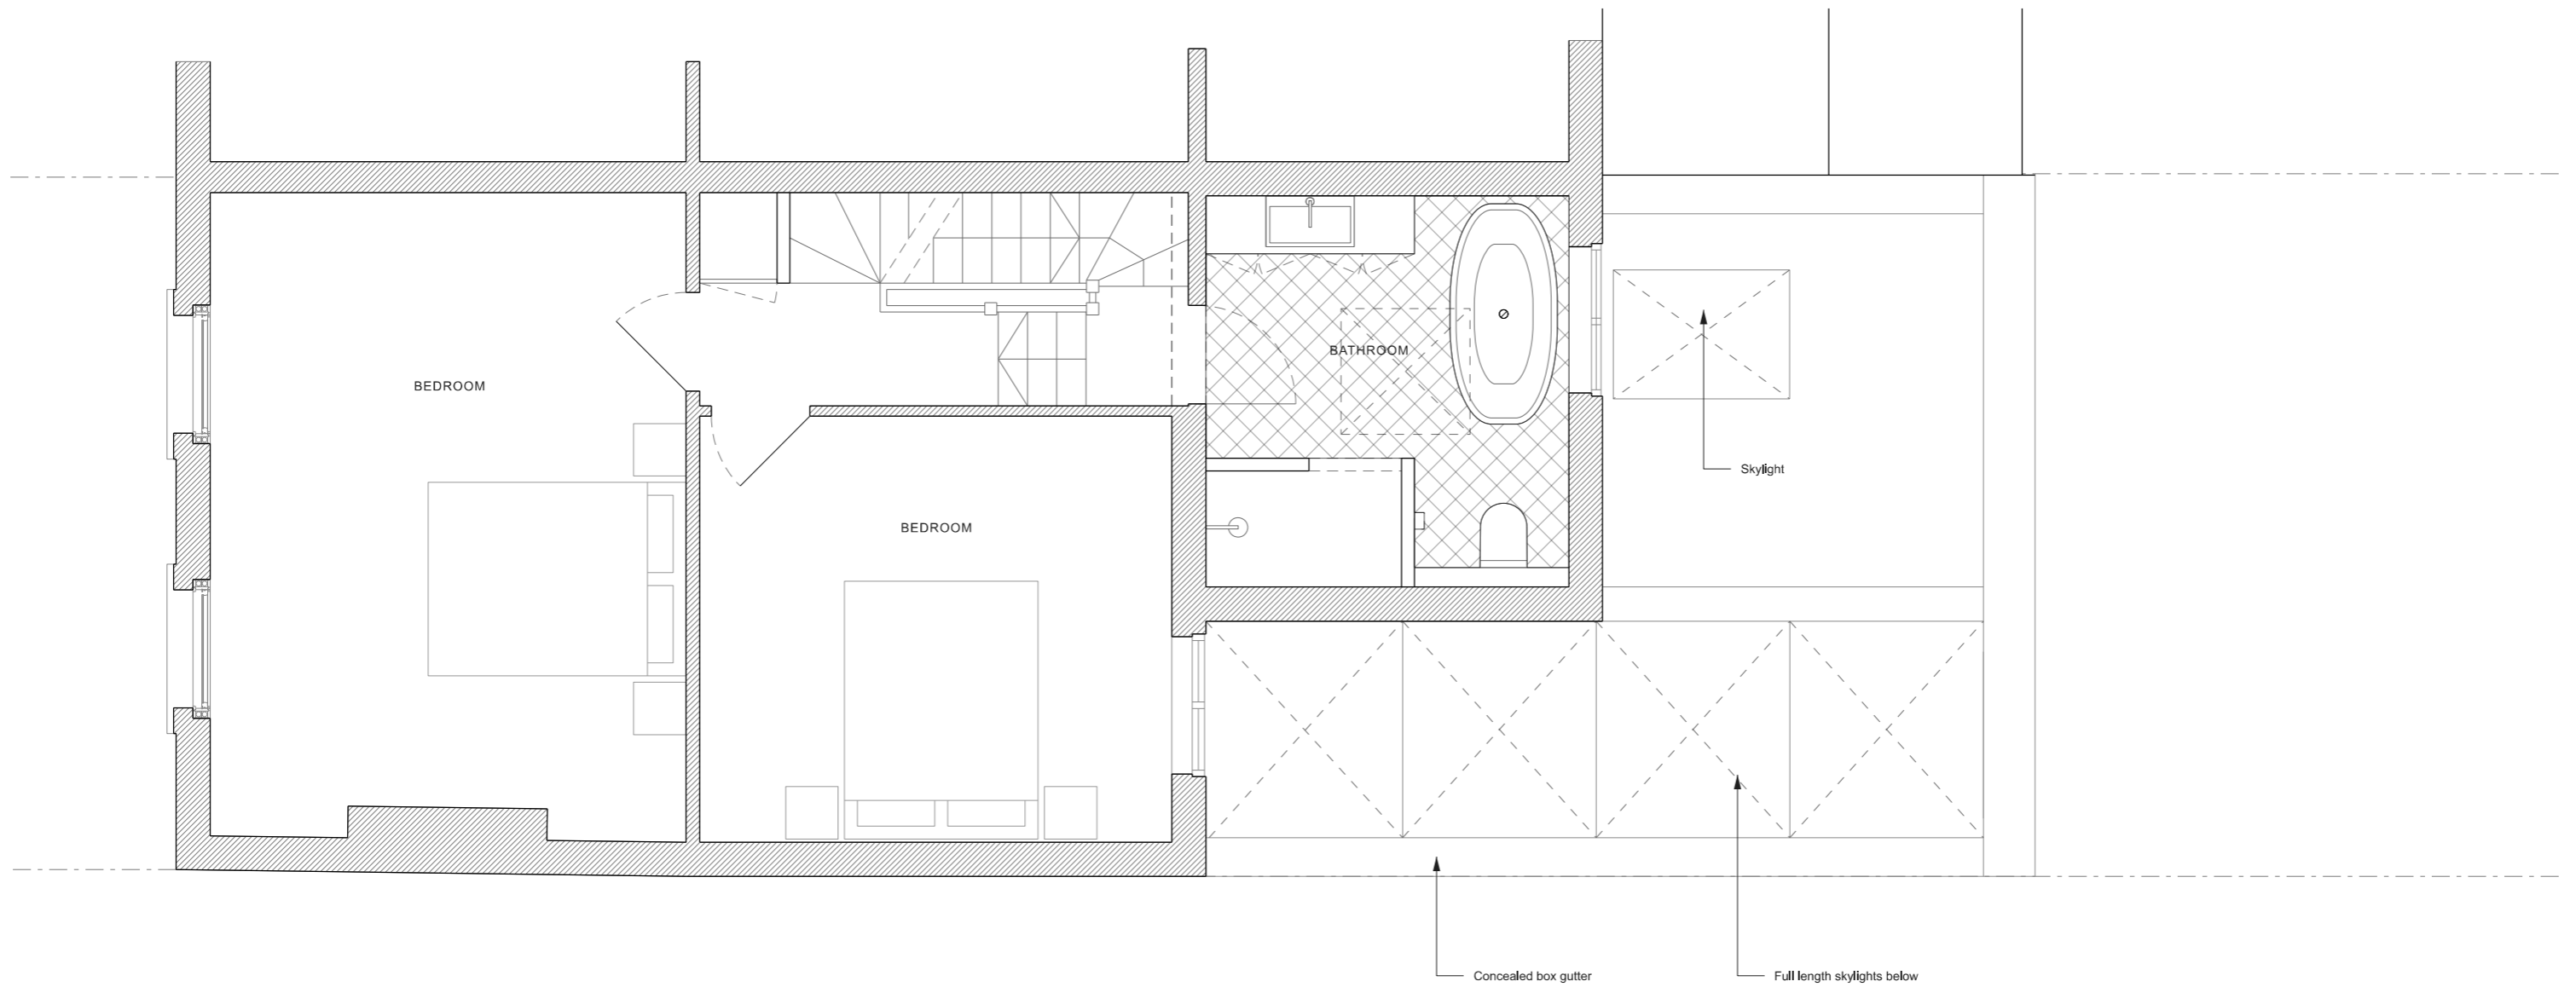 BATHROOM
BEDROOM
Skylight
BEDROOM
Concealed box gutter
Full length skylights below